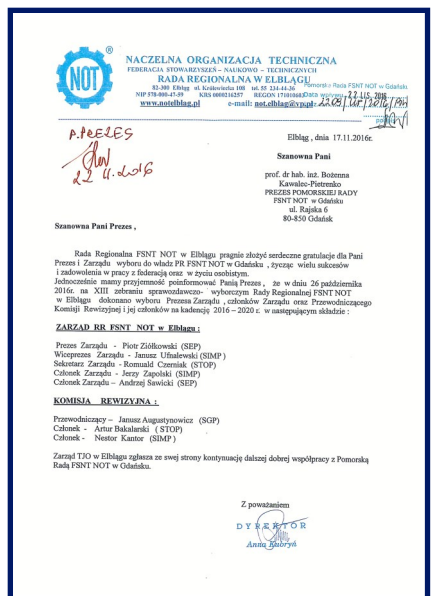 NOT
®
NACZELNA ORGANIZACJA TECHNICZNA
FEDERACJA STOWARZYSZEŃ – NAUKOWO – TECHNICZNYCH
RADA REGIONALNA W ELBLĄGU
82-300 Elbląg ul. Królewiecka 108 tel. 55 234-44-36
Pomorska Rada FSNT NOT w Gdańsku
NIP 578-000-47-59 KRS 0000216257 REGON 171010683
Data wpływu 22 LIS. 2016
www.notelblag.pl e-mail: not.elblag@vp.pl
P. PREZES
22 11.2016
Elbląg , dnia 17.11.2016r.
Szanowna Pani
prof. dr hab. inż. Bożenna
Kawalec-Pietrenko
PREZES POMORSKIEJ RADY
FSNT NOT w Gdańsku
ul. Rajska 6
80-850 Gdańsk
Szanowna Pani Prezes ,
Rada Regionalna FSNT NOT w Elblągu pragnie złożyć serdeczne gratulacje dla Pani
Prezes i Zarządu wyboru do władz PR FSNT NOT w Gdańsku , życząc wielu sukcesów
i zadowolenia w pracy z federacją oraz w życiu osobistym.
Jednocześnie mamy przyjemność poinformować Panią Prezes , że w dniu 26 października
2016r. na XIII zebraniu sprawozdawczo- wyborczym Rady Regionalnej FSNT NOT
w Elblągu dokonano wyboru Prezesa Zarządu , członków Zarządu oraz Przewodniczącego
Komisji Rewizyjnej i jej członków na kadencję 2016 – 2020 r. w następującym składzie :
ZARZĄD RR FSNT NOT w Elblągu :
Prezes Zarządu - Piotr Ziółkowski (SEP)
Wiceprezes Zarządu - Janusz Ufnalewski (SIMP )
Sekretarz Zarządu - Romuald Czerniak (STOP)
Członek Zarządu - Jerzy Zapolski (SIMP)
Członek Zarządu – Andrzej Sawicki (SEP)
KOMISJA REWIZYJNA :
Przewodniczący – Janusz Augustynowicz (SGP)
Członek - Artur Bakalarski ( STOP)
Członek - Nestor Kantor (SIMP )
Zarząd TJO w Elblągu zgłasza ze swej strony kontynuację dalszej dobrej współpracy z Pomorską
Radą FSNT NOT w Gdańsku.
Z poważaniem
DYREKTOR
Anna Kubryń